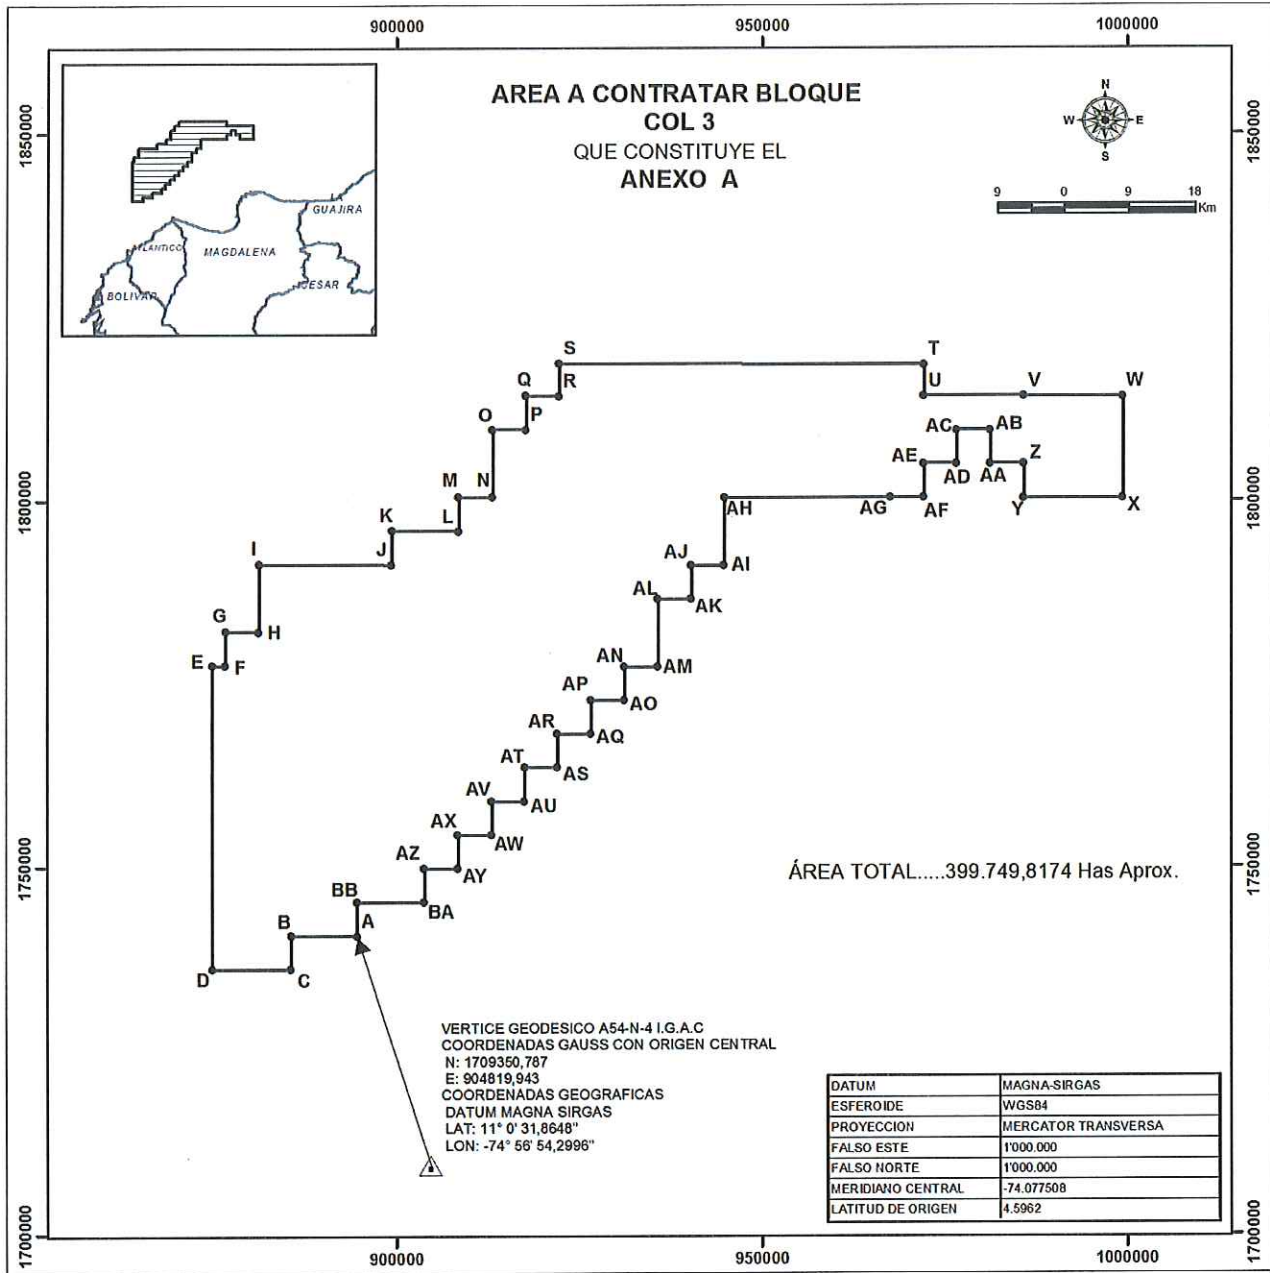 900000
950000
1000000
AREA A CONTRATAR BLOQUE
COL 3
QUE CONSTITUYE EL
ANEXO A
N
W E
S
9 0 9 18
Km
1850000
1850000
GUAJIRA
ATLANTICO
MAGDALENA
BOLIVAR
CESAR
S
T
Q
R
U
V
W
O
P
AC
AB
AE
AD
AA
Z
M
N
1800000
1800000
AH
AG
AF
Y
X
K
L
I
J
AJ
AI
AL
AK
G
H
E
F
AN
AM
AP
AO
AR
AQ
AT
AS
AV
AU
AX
AW
AZ
AY
1750000
1750000
ÁREA TOTAL.....399.749,8174 Has Aprox.
BB
BA
B
A
D
C
VERTICE GEODESICO A54-N-4 I.G.A.C
COORDENADAS GAUSS CON ORIGEN CENTRAL
N: 1709350,787
E: 904819,943
COORDENADAS GEOGRAFICAS
DATUM MAGNA SIRGAS
LAT: 11° 0' 31,8648"
LON: -74° 56' 54,2996"
DATUM MAGNA-SIRGAS
ESFEROIDE WGS84
PROYECCION MERCATOR TRANSVERSA
FALSO ESTE 1'000.000
FALSO NORTE 1'000.000
MERIDIANO CENTRAL -74.077508
LATITUD DE ORIGEN 4.5962
1700000
1700000
900000
950000
1000000